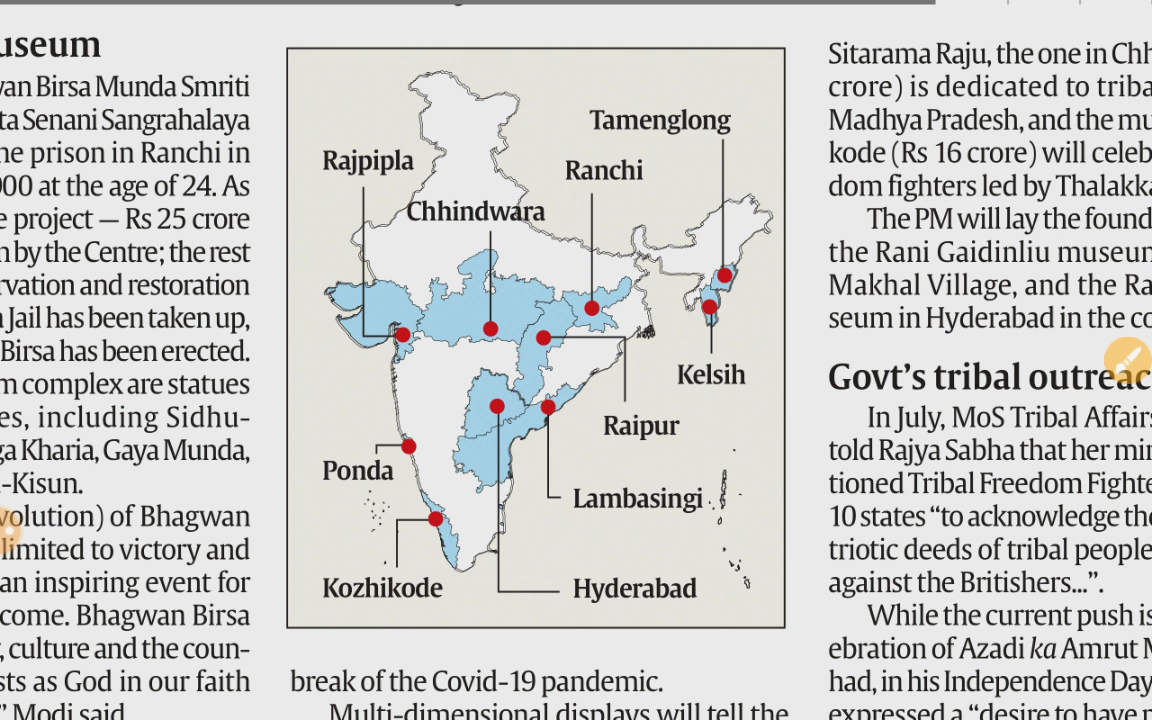 useum
wan Birsa Munda Smriti
ta Senani Sangrahalaya
he prison in Ranchi in
000 at the age of 24. As
e project — Rs 25 crore
n by the Centre; the rest
rvation and restoration
Jail has been taken up,
Birsa has been erected.
m complex are statues
es, including Sidhu-
ga Kharia, Gaya Munda,
-Kisun.
volution) of Bhagwan
limited to victory and
an inspiring event for
come. Bhagwan Birsa
, culture and the coun-
sts as God in our faith
" Modi said
Tamenglong
Rajpipla
Ranchi
Chhindwara
Kelsih
Raipur
Ponda
Lambasingi
Kozhikode
Hyderabad
break of the Covid-19 pandemic.
Multi-dimensional displays will tell the
Sitarama Raju, the one in Chh
crore) is dedicated to triba
Madhya Pradesh, and the mu
kode (Rs 16 crore) will celeb
dom fighters led by Thalakka
The PM will lay the found
the Rani Gaidinliu museum
Makhal Village, and the Ra
seum in Hyderabad in the co
Govt's tribal outreac
In July, MoS Tribal Affairs
told Rajya Sabha that her min
tioned Tribal Freedom Fighte
10 states "to acknowledge the
triotic deeds of tribal people
against the Britishers...".
While the current push is
ebration of Azadi ka Amrut M
had, in his Independence Day
expressed a "desire to have